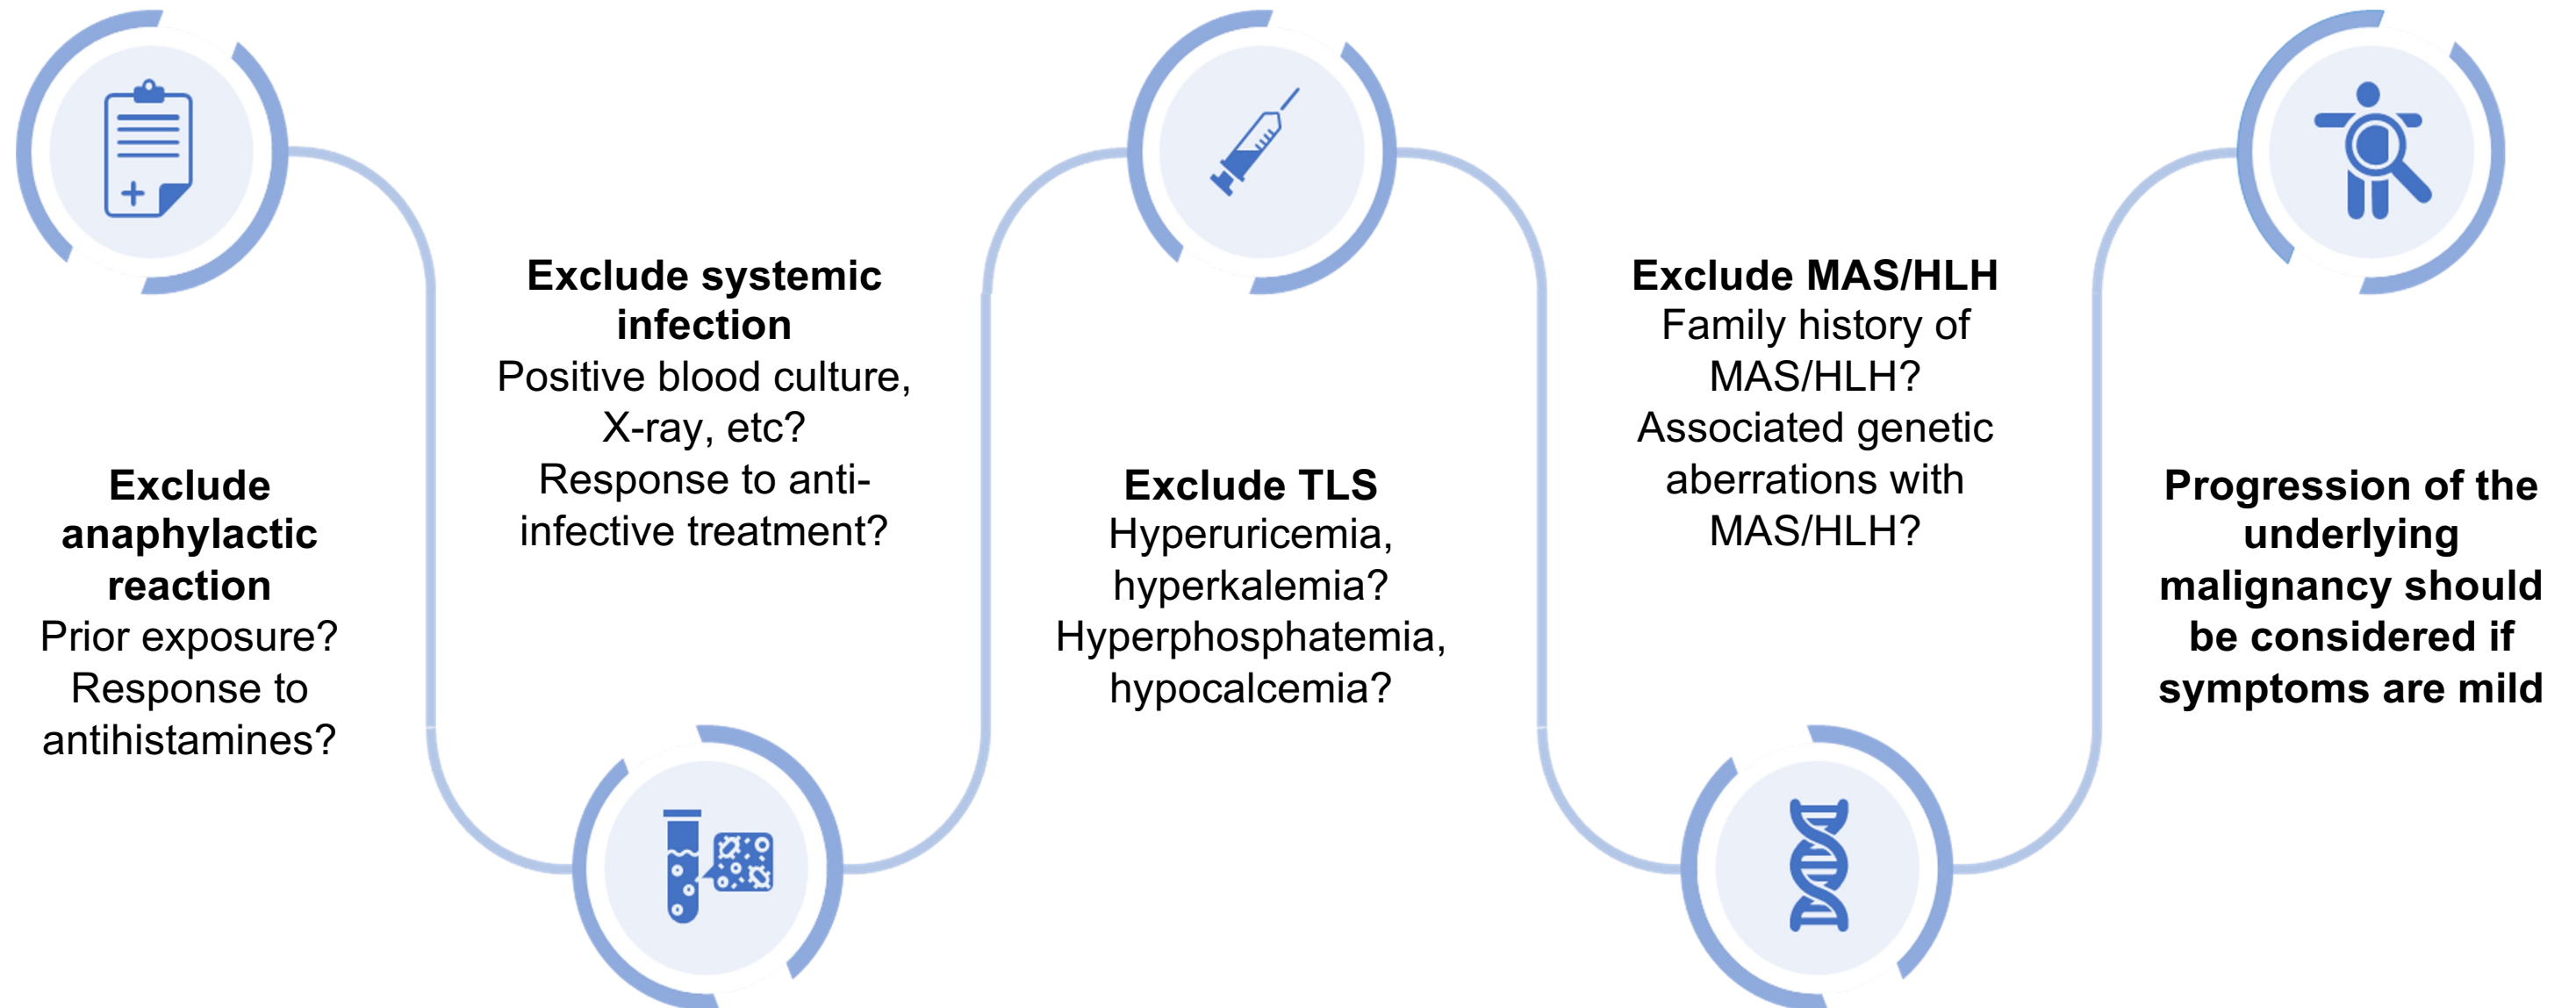 Exclude
anaphylactic
reaction
Prior exposure?
Response to
antihistamines?
Exclude systemic
infection
Positive blood culture,
X-ray, etc?
Response to anti-
infective treatment?
Exclude TLS
Hyperuricemia,
hyperkalemia?
Hyperphosphatemia,
hypocalcemia?
Exclude MAS/HLH
Family history of
MAS/HLH?
Associated genetic
aberrations with
MAS/HLH?
Progression of the
underlying
malignancy should
be considered if
symptoms are mild